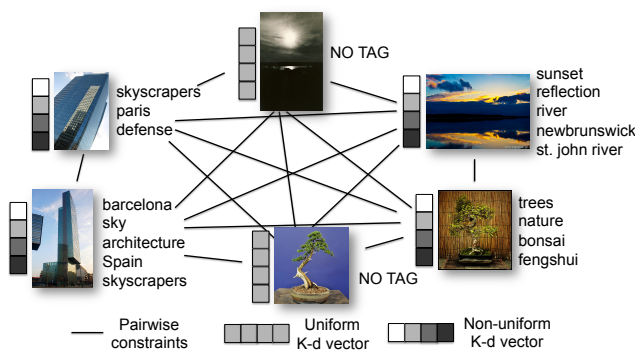 NO TAG
skyscrapers
paris
defense
sunset
reflection
river
newbrunswick
st. john river
barcelona
sky
architecture
Spain
skyscrapers
NO TAG
trees
nature
bonsai
fengshui
Pairwise
constraints
Uniform
K-d vector
Non-uniform
K-d vector